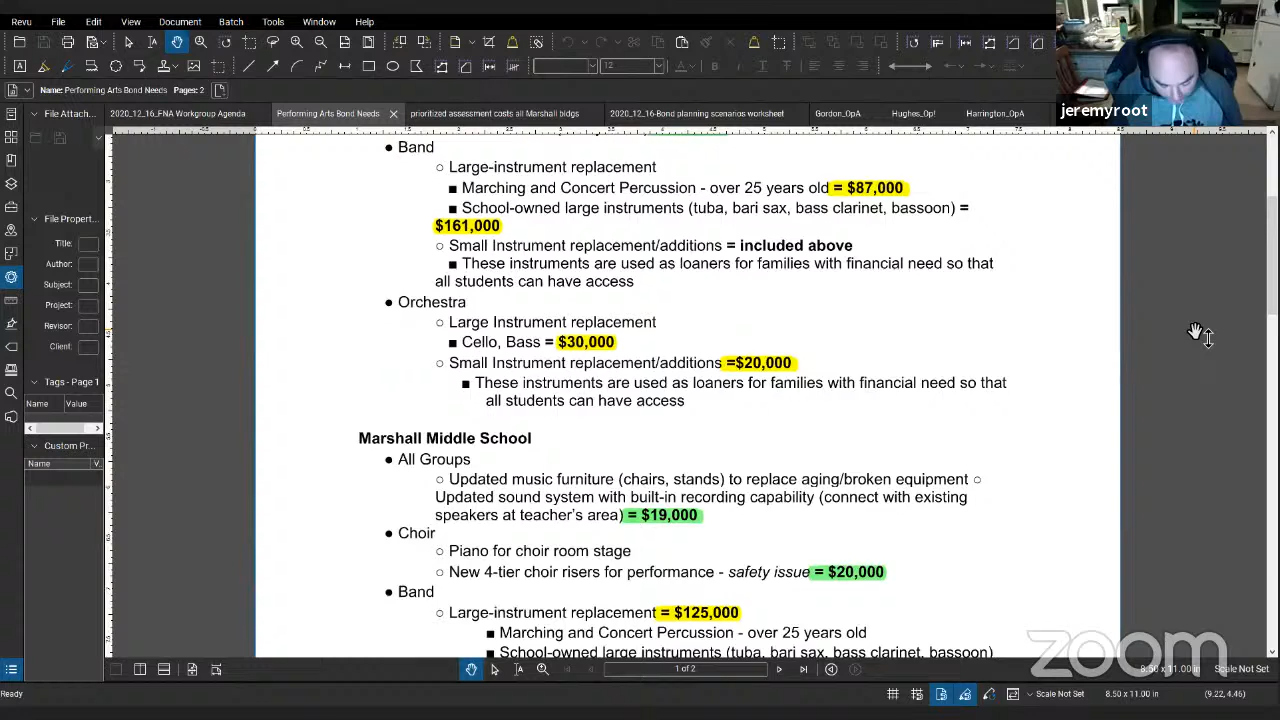 Revu File Edit View Document Batch Tools Window Help
jeremyroot
12
Name: Performing Arts Bond Needs Pages: 2
File Attach...
2020_12_16_FNA Workgroup Agenda
Performing Arts Bond Needs
prioritized assessment costs all Marshall bldgs
2020_12_16-Bond planning scenarios worksheet
Gordon_OpA
Hughes_Op!
Harrington_OpA
File Property...
Title:
Author:
Subject:
Project:
Revisor:
Client:
Tags - Page 1
Name Value
Custom Pr...
Name V
● Band
○ Large-instrument replacement
■ Marching and Concert Percussion - over 25 years old = $87,000
■ School-owned large instruments (tuba, bari sax, bass clarinet, bassoon) =
$161,000
○ Small Instrument replacement/additions = included above
■ These instruments are used as loaners for families with financial need so that
all students can have access
● Orchestra
○ Large Instrument replacement
■ Cello, Bass = $30,000
○ Small Instrument replacement/additions =$20,000
■ These instruments are used as loaners for families with financial need so that
all students can have access
Marshall Middle School
● All Groups
○ Updated music furniture (chairs, stands) to replace aging/broken equipment ○
Updated sound system with built-in recording capability (connect with existing
speakers at teacher's area) = $19,000
● Choir
○ Piano for choir room stage
○ New 4-tier choir risers for performance - safety issue = $20,000
● Band
○ Large-instrument replacement = $125,000
■ Marching and Concert Percussion - over 25 years old
■ School-owned large instruments (tuba, bari sax, bass clarinet, bassoon)
zoom
1 of 2
8.50 x 11.00 in Scale Not Set
Ready
Scale Not Set 8.50 x 11.00 in (9.22, 4.46)